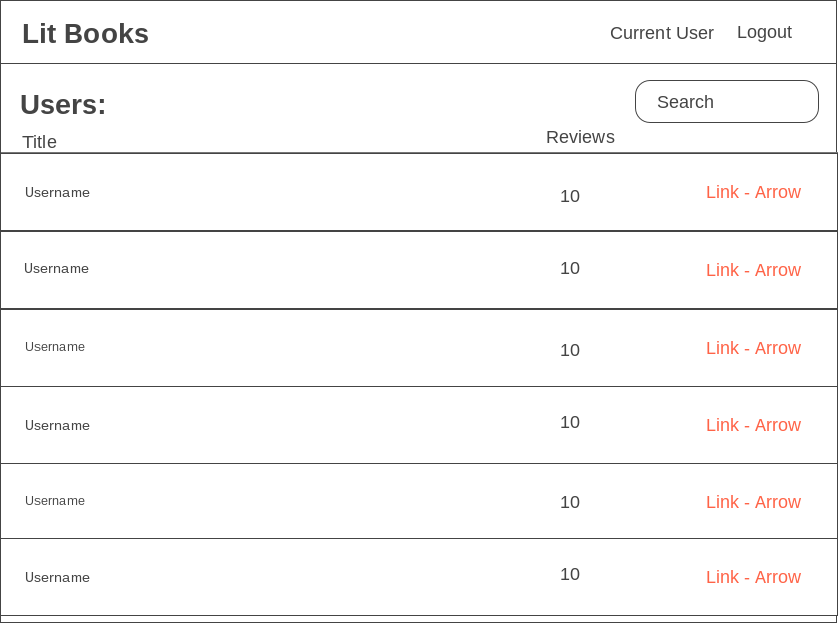 Lit Books Current User Logout
Users: Search
Title Reviews
Username 10 Link - Arrow
Username 10 Link - Arrow
Username 10 Link - Arrow
Username 10 Link - Arrow
Username 10 Link - Arrow
Username 10 Link - Arrow